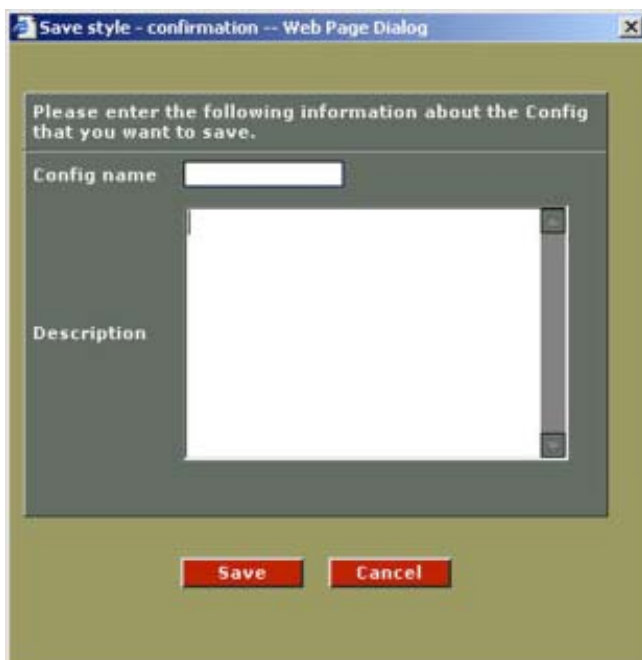 Save style - confirmation -- Web Page Dialog
Please enter the following information about the Config
that you want to save.
Config name
Description
Save
Cancel